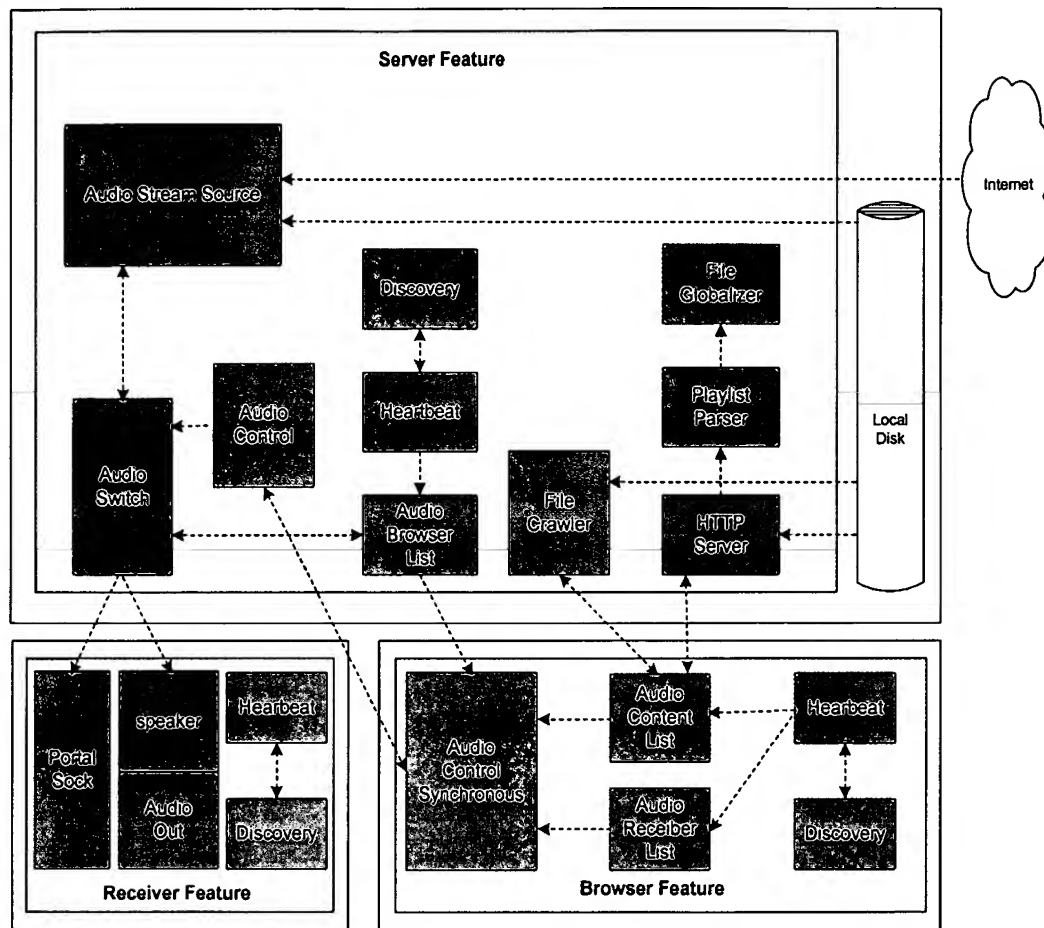 Server Feature
Audio Stream Source
Internet
Discovery
File
Globalizer
Audio
Control
Heartbeat
Playlist
Parser
Local
Disk
Audio
Switch
Audio
Browser
List
File
Crawler
HTTP
Server
Portal
Sock
speaker
Audio
Out
Hearbeat
Discovery
Receiver Feature
Audio
Control
Synchronous
Audio
Content
List
Hearbeat
Audio
Receiber
List
Discovery
Browser Feature